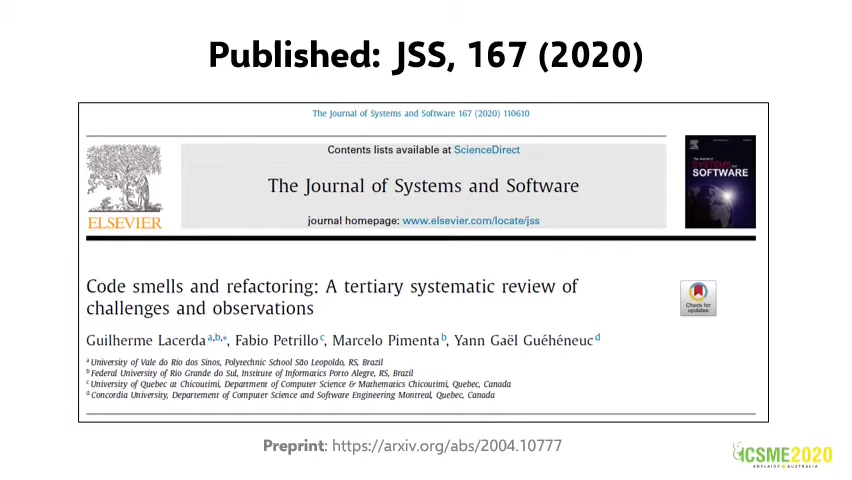 Published: JSS, 167 (2020)
The Journal of Systems and Software 167 (2020) 110610
Contents lists available at ScienceDirect
The Journal of Systems and Software
journal homepage: www.elsevier.com/locate/jss
ELSEVIER
The Journal of
SYSTEMS and
SOFTWARE
Code smells and refactoring: A tertiary systematic review of
challenges and observations
Check for
updates
Guilherme Lacerda a,b,*, Fabio Petrillo c, Marcelo Pimenta b, Yann Gaël Guéhéneuc d
a University of Vale do Rio dos Sinos, Polytechnic School São Leopoldo, RS, Brazil
b Federal University of Rio Grande do Sul, Institute of Informatics Porto Alegre, RS, Brazil
c University of Quebec at Chicoutimi, Department of Computer Science & Mathematics Chicoutimi, Quebec, Canada
d Concordia University, Departement of Computer Science and Software Engineering Montreal, Quebec, Canada
Preprint: https://arxiv.org/abs/2004.10777
ICSME2020
ADELAIDE AUSTRALIA